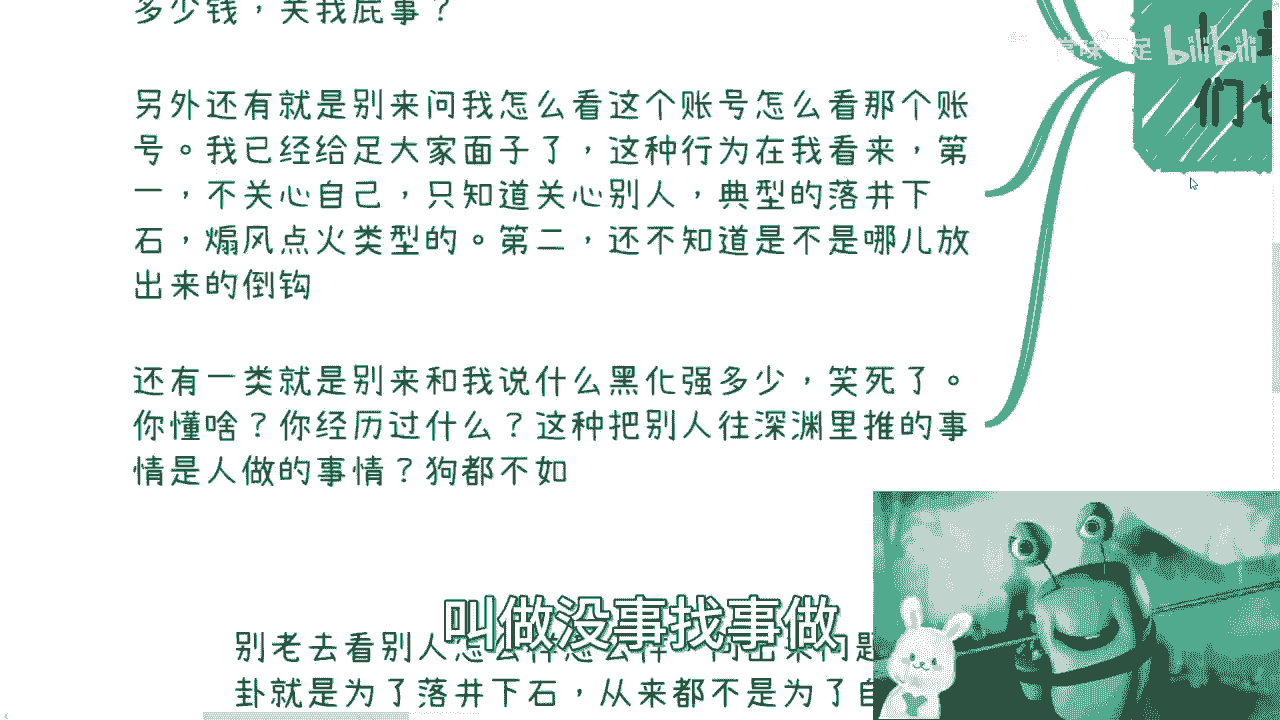 多少钱，关我屁事？
bilibili
另外还有就是别来问我怎么看这个账号怎么看那个账
号。我已经给足大家面子了，这种行为在我看来，第
一，不关心自己，只知道关心别人，典型的落井下
石，煽风点火类型的。第二，还不知道是不是哪儿放
出来的倒钩
们
还有一类就是别来和我说什么黑化强多少，笑死了。
你懂啥？你经历过什么？这种把别人往深渊里推的事
情是人做的事情？狗都不如
叫做没事找事做
别老去看别人怎么样怎么样
卦就是为了落井下石，从来都不是为了自